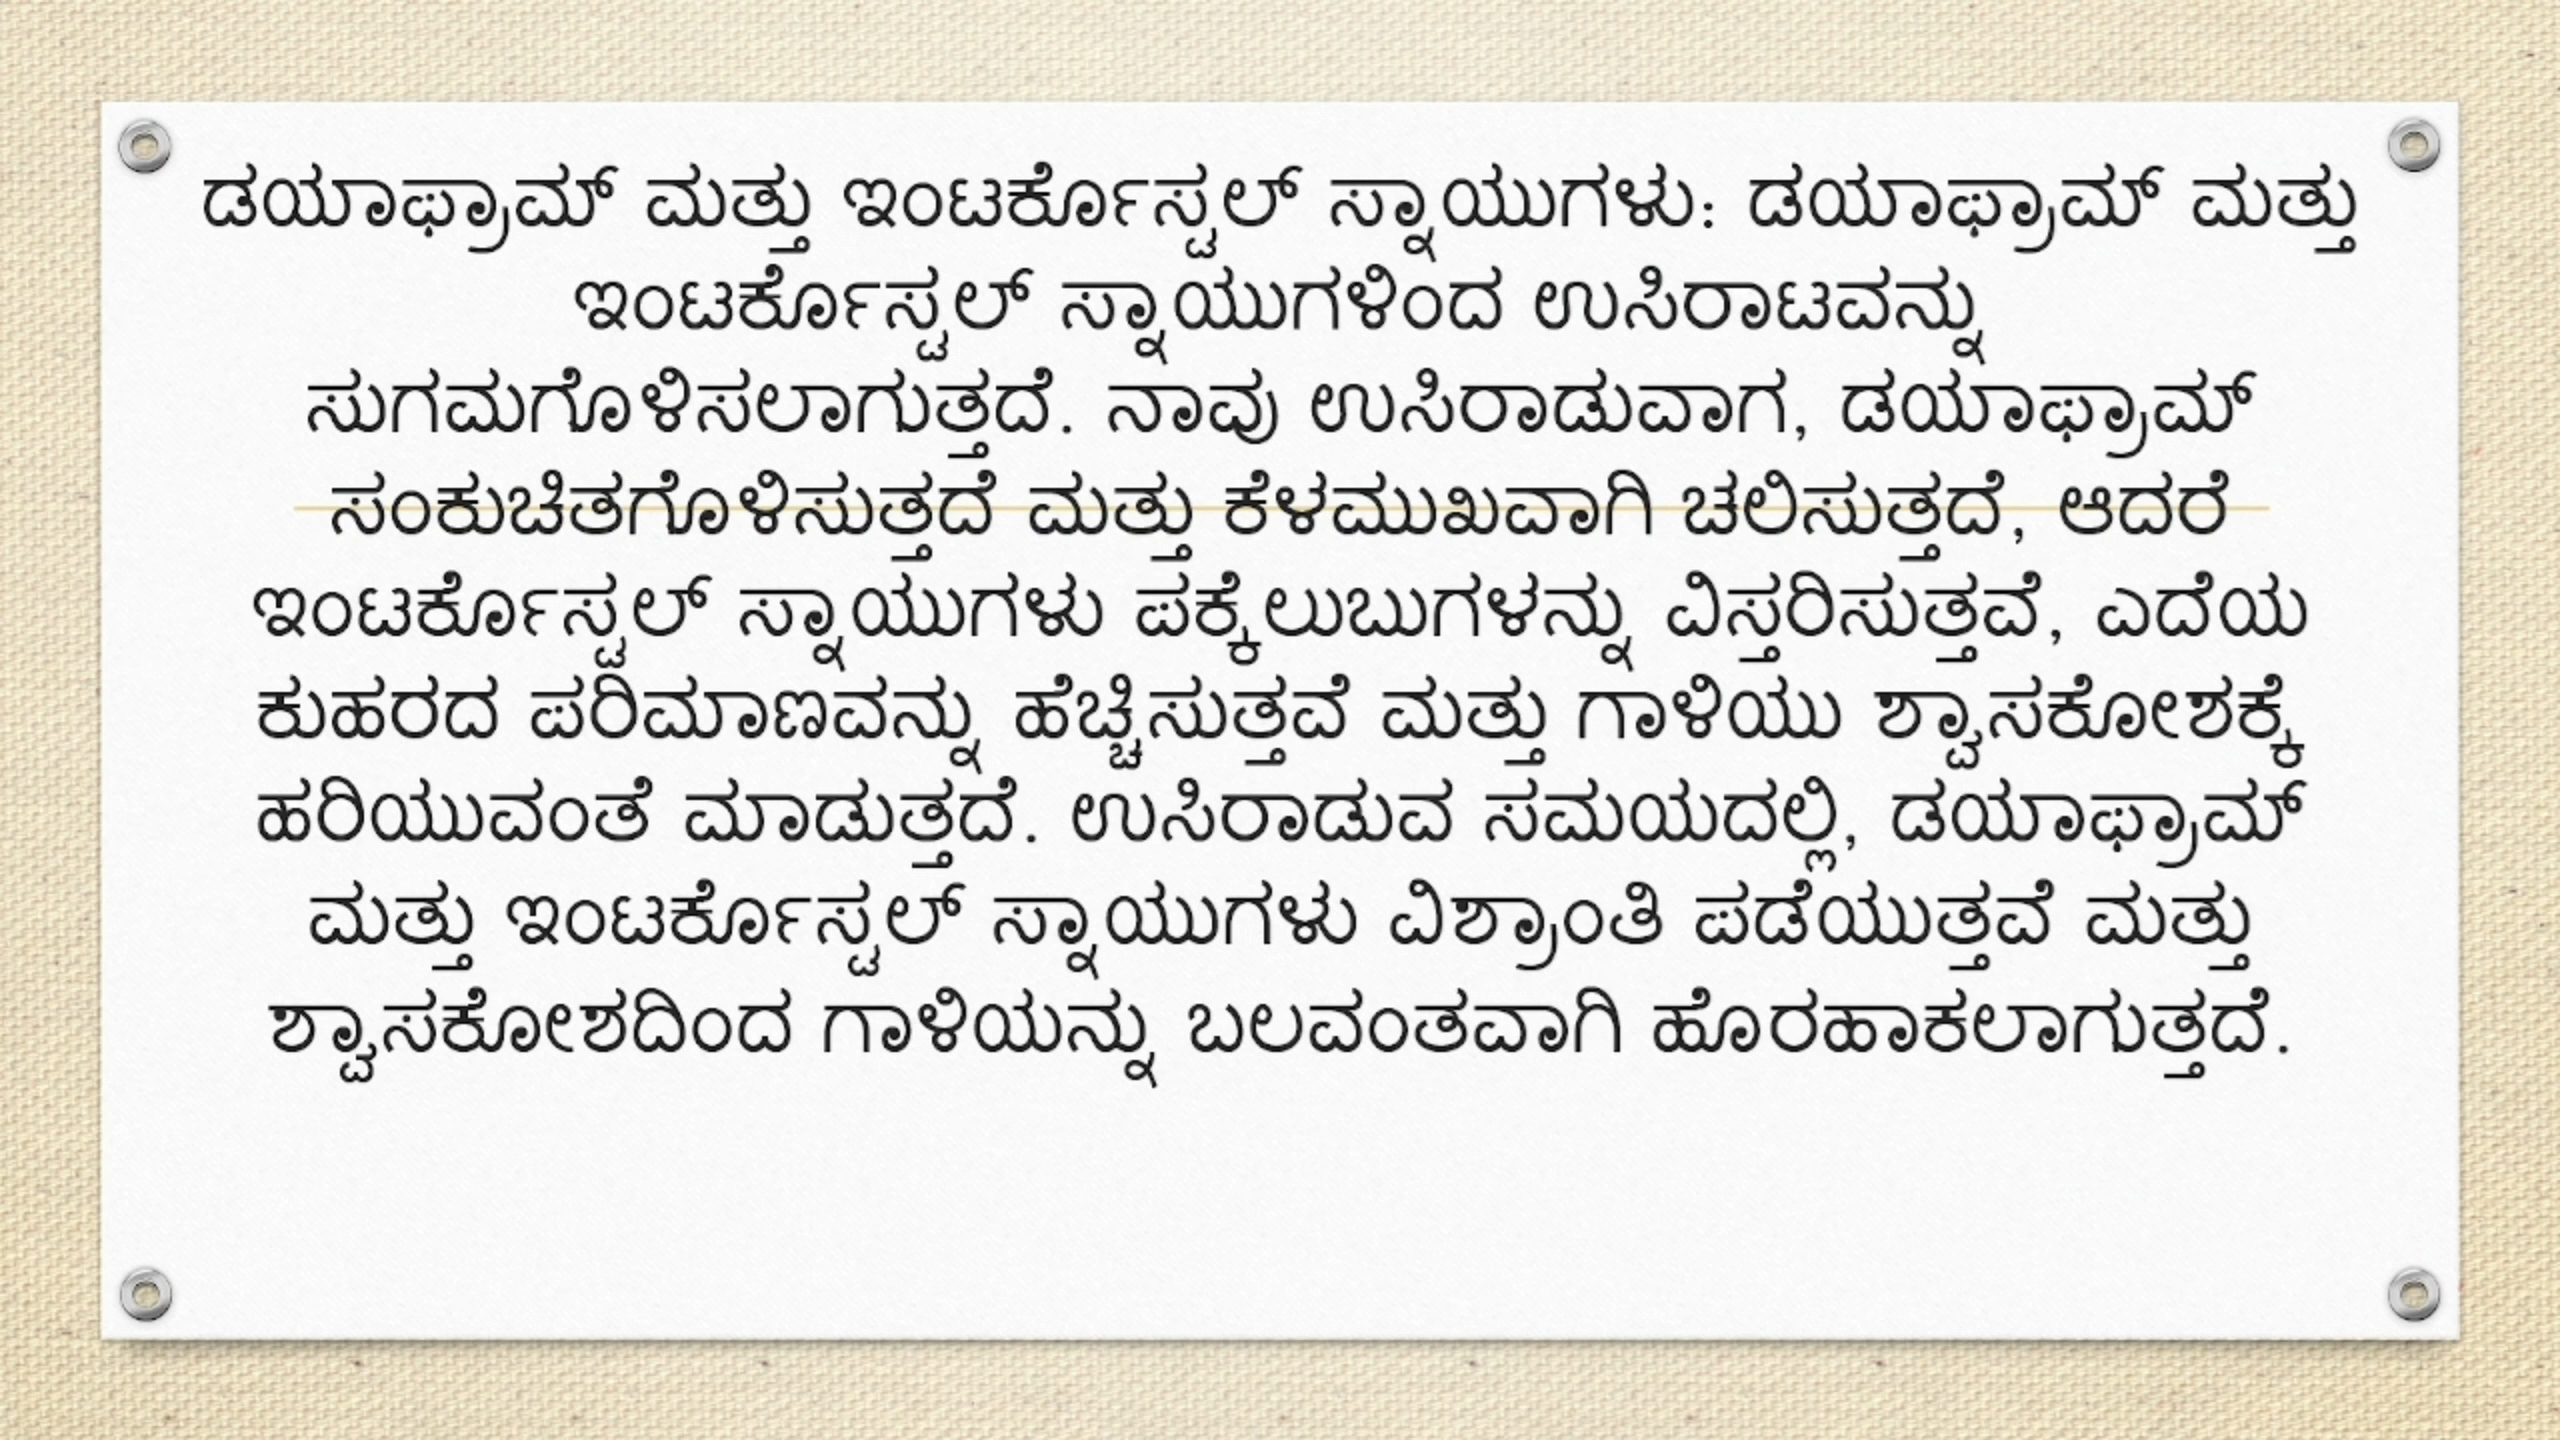 ಡಯಾಫ್ರಾಮ್ ಮತ್ತು ಇಂಟರ್ಕೊಸ್ಟಲ್ ಸ್ನಾಯುಗಳು: ಡಯಾಫ್ರಾಮ್ ಮತ್ತು
ಇಂಟರ್ಕೊಸ್ಟಲ್ ಸ್ನಾಯುಗಳಿಂದ ಉಸಿರಾಟವನ್ನು
ಸುಗಮಗೊಳಿಸಲಾಗುತ್ತದೆ. ನಾವು ಉಸಿರಾಡುವಾಗ, ಡಯಾಫ್ರಾಮ್
ಸಂಕುಚಿತಗೊಳಿಸುತ್ತದೆ ಮತ್ತು ಕೆಳಮುಖವಾಗಿ ಚಲಿಸುತ್ತದೆ, ಆದರೆ
ಇಂಟರ್ಕೊಸ್ಟಲ್ ಸ್ನಾಯುಗಳು ಪಕ್ಕೆಲುಬುಗಳನ್ನು ವಿಸ್ತರಿಸುತ್ತವೆ, ಎದೆಯ
ಕುಹರದ ಪರಿಮಾಣವನ್ನು ಹೆಚ್ಚಿಸುತ್ತವೆ ಮತ್ತು ಗಾಳಿಯು ಶ್ವಾಸಕೋಶಕ್ಕೆ
ಹರಿಯುವಂತೆ ಮಾಡುತ್ತದೆ. ಉಸಿರಾಡುವ ಸಮಯದಲ್ಲಿ, ಡಯಾಫ್ರಾಮ್
ಮತ್ತು ಇಂಟರ್ಕೊಸ್ಟಲ್ ಸ್ನಾಯುಗಳು ವಿಶ್ರಾಂತಿ ಪಡೆಯುತ್ತವೆ ಮತ್ತು
ಶ್ವಾಸಕೋಶದಿಂದ ಗಾಳಿಯನ್ನು ಬಲವಂತವಾಗಿ ಹೊರಹಾಕಲಾಗುತ್ತದೆ.